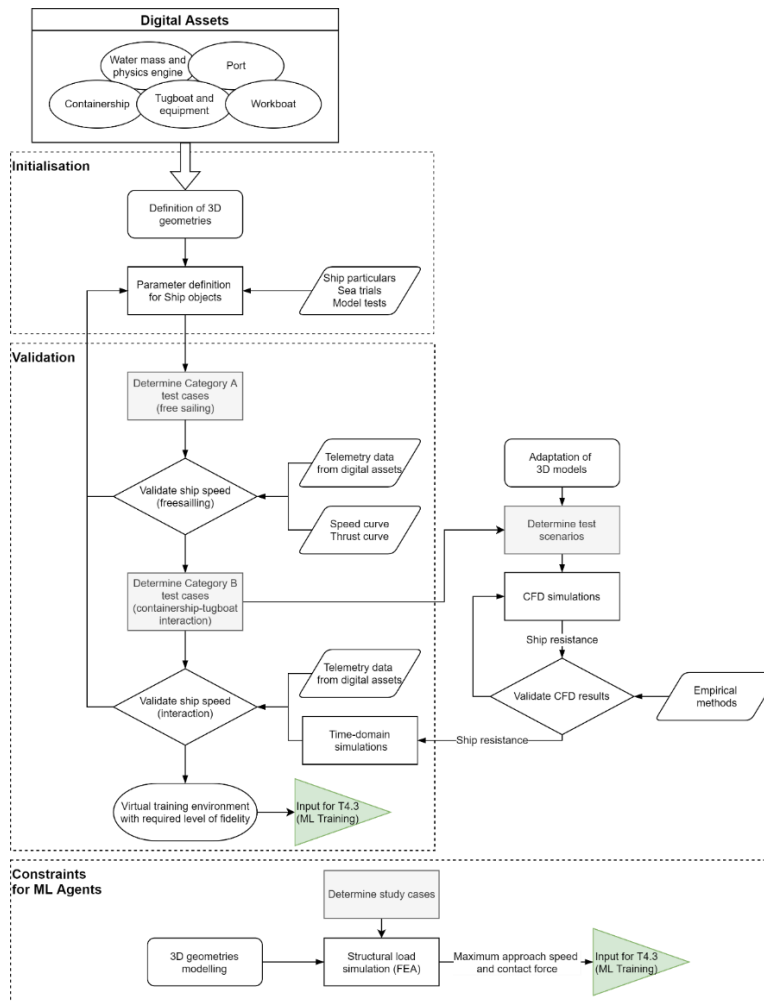 Digital Assets
Water mass and
physics engine
Port
Containership
Tugboat and
equipment
Workboat
Initialisation
Definition of 3D
geometries
Parameter definition
for Ship objects
Ship particulars
Sea trials
Model tests
Validation
Determine Category A
test cases
(free sailing)
Validate ship speed
(freesailling)
Telemetry data
from digital assets
Speed curve
Thrust curve
Adaptation of
3D models
Determine test
scenarios
Determine Category B
test cases
(containership-tugboat
interaction)
CFD simulations
Ship resistance
Validate CFD results
Empirical
methods
Validate ship speed
(interaction)
Telemetry data
from digital assets
Time-domain
simulations
Ship resistance
Virtual training environment
with required level of fidelity
Input for T4.3
(ML Training)
Constraints
for ML Agents
Determine study cases
3D geometries
modelling
Structural load
simulation (FEA)
Maximum approach speed
and contact force
Input for T4.3
(ML Training)